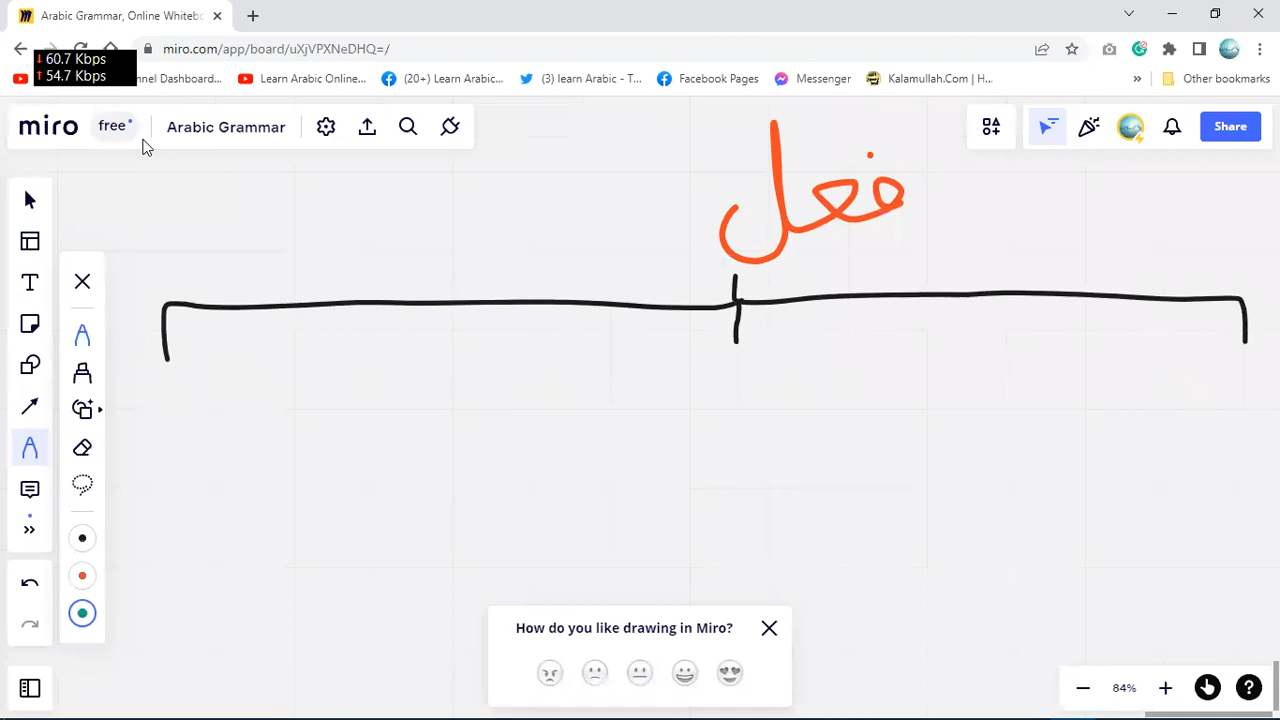 Arabic Grammar, Online Whitebo
miro.com/app/board/uXjVPXNeDHQ=/
60.7 Kbps
54.7 Kbps
nnel Dashboard...
Learn Arabic Online...
(20+) Learn Arabic...
(3) learn Arabic - T...
Facebook Pages
Messenger
Kalamullah.Com | H...
»
Other bookmarks
miro
free
Arabic Grammar
Share
فعل
How do you like drawing in Miro?
84%